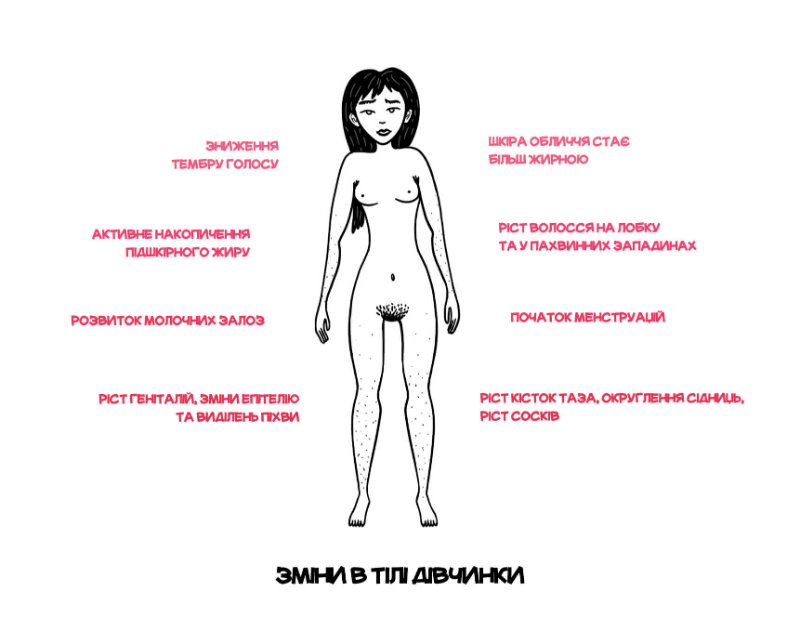 ЗНИЖЕННЯ
ТЕМБРУ ГОЛОСУ
АКТИВНЕ НАКОПИЧЕННЯ
ПІДШКІРНОГО ЖИРУ
РОЗВИТОК МОЛОЧНИХ ЗАЛОЗ
РІСТ ГЕНІТАЛІЙ, ЗМІНИ ЕПІТЕЛІЮ
ТА ВИДІЛЕНЬ ПІХВИ
ШКІРА ОБЛИЧЧЯ СТАЄ
БІЛЬШ ЖИРНОЮ
РІСТ ВОЛОССЯ НА ЛОБКУ
ТА У ПАХВИННИХ ЗАПАДИНАХ
ПОЧАТОК МЕНСТРУАЦІЙ
РІСТ КІСТОК ТАЗА, ОКРУГЛЕННЯ СІДНИЦЬ,
РІСТ СОСКІВ
ЗМІНИ В ТІЛІ ДІВЧИНКИ